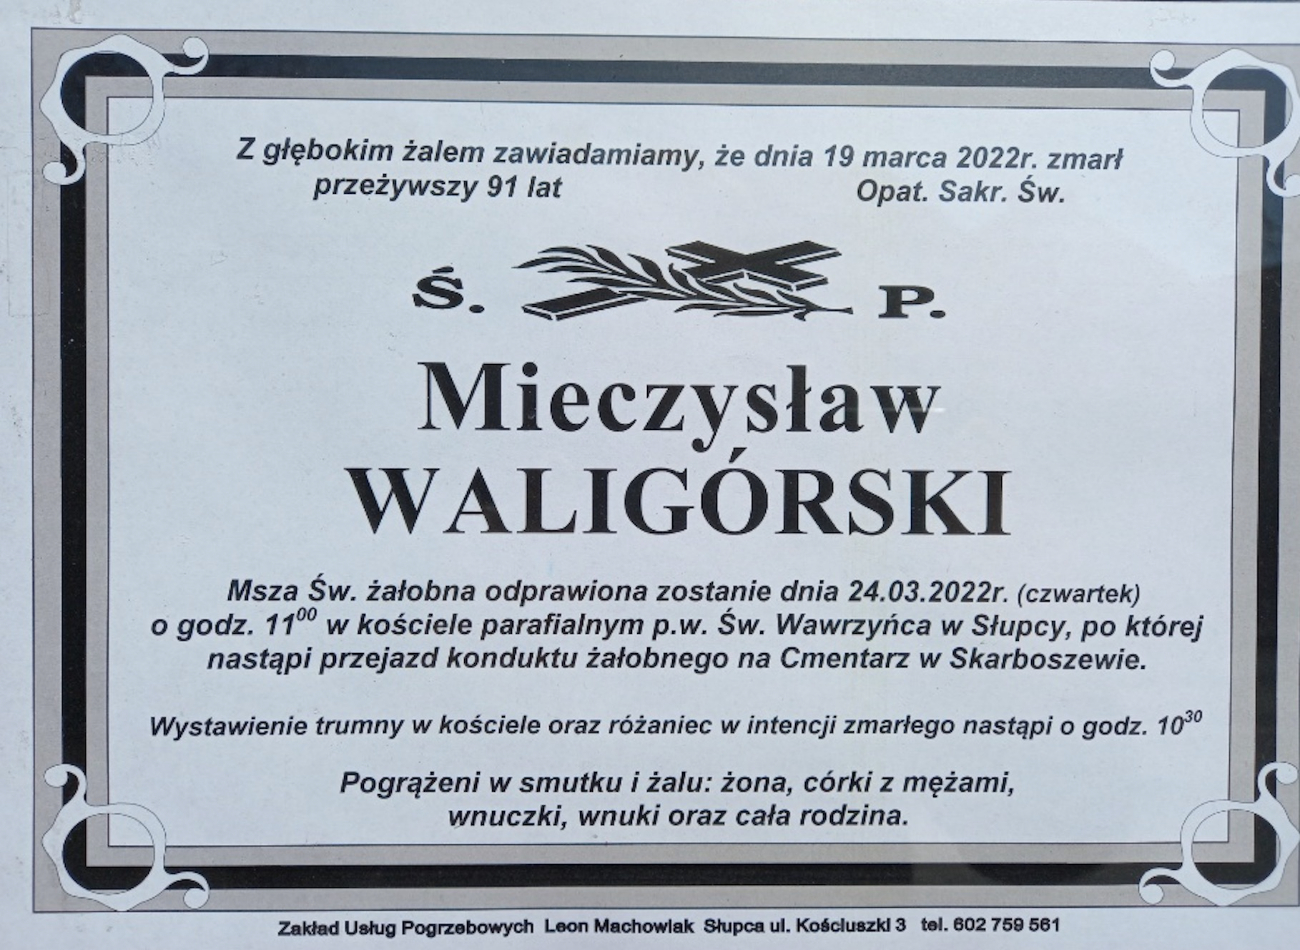 Z głębokim żalem zawiadamiamy, że dnia 19 marca 2022r. zmarł
przeżywszy 91 lat Opat. Sakr. Św.
Ś. P.
Mieczysław
WALIGÓRSKI
Msza Św. żałobna odprawiona zostanie dnia 24.03.2022r. (czwartek)
o godz. 11⁰⁰ w kościele parafialnym p.w. Św. Wawrzyńca w Słupcy, po której
nastąpi przejazd konduktu żałobnego na Cmentarz w Skarboszewie.
Wystawienie trumny w kościele oraz różaniec w intencji zmarłego nastąpi o godz. 10³⁰
Pogrążeni w smutku i żalu: żona, córki z mężami,
wnuczki, wnuki oraz cała rodzina.
Zakład Usług Pogrzebowych Leon Machowiak Słupca ul. Kościuszki 3 tel. 602 759 561